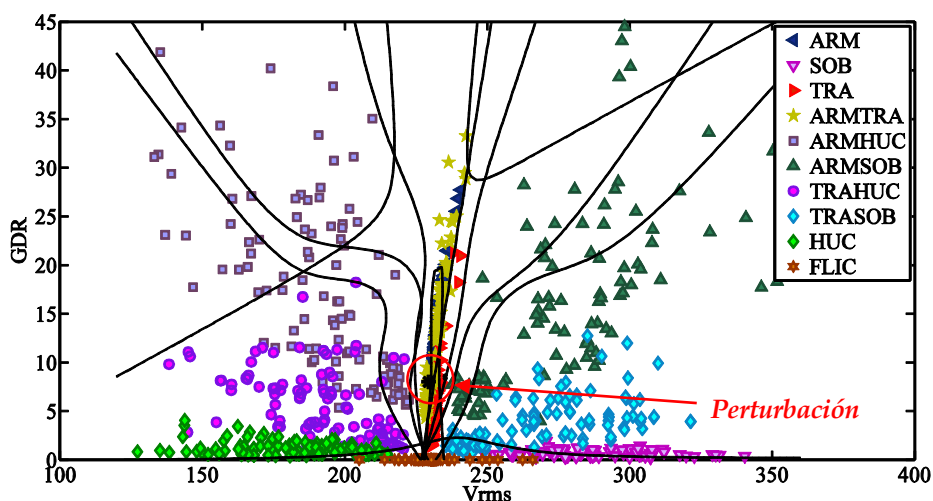 45
40
35
30
25
20
15
10
5
0
GDR
100
150
200
250
300
350
400
Vrms
ARM
SOB
TRA
ARMTRA
ARMHUC
ARMSOB
TRAHUC
TRASOB
HUC
FLIC
Perturbación